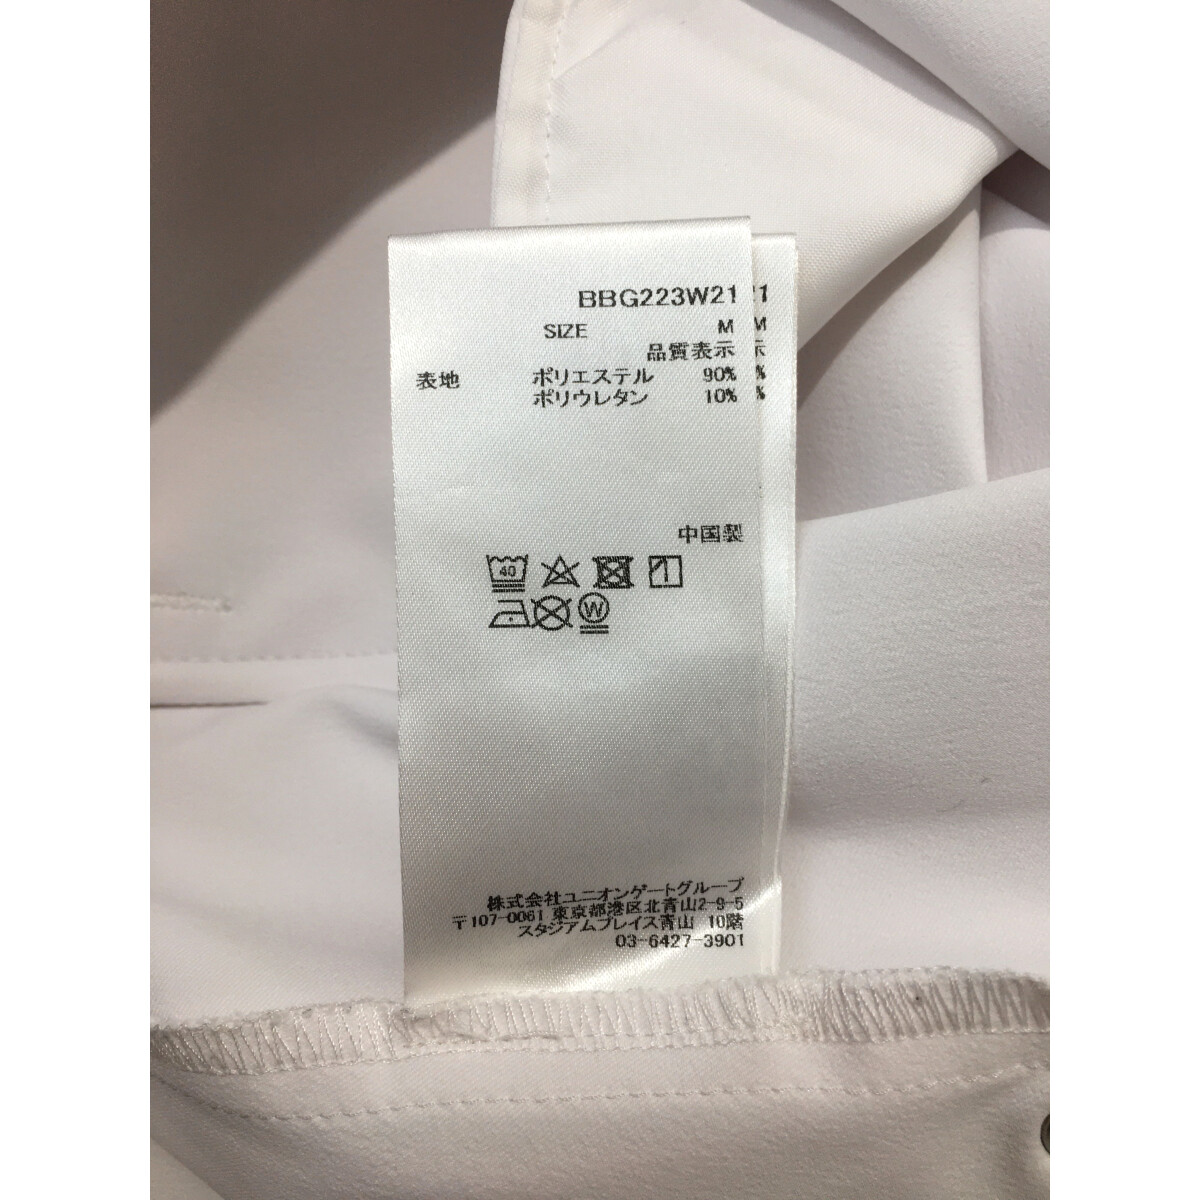 BBG223W21 21
SIZE M M
品質表示 示
表地 ポリエステル 90% %
ポリウレタン 10% %
中国製
40
W
株式会社ユニオンゲートグループ
〒107-0061 東京都港区北青山2-9-5
スタジアムプレイス青山 10階
03-6427-3901